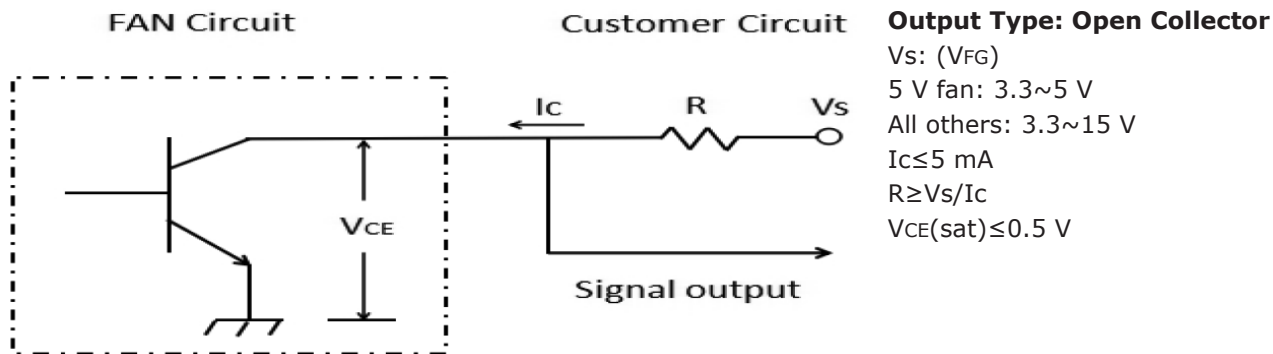 FAN Circuit
Customer Circuit
Output Type: Open Collector
Vs: (VFG)
5 V fan: 3.3~5 V
All others: 3.3~15 V
Ic≤5 mA
R≥Vs/Ic
VCE(sat)≤0.5 V
Ic
R
Vs
VCE
Signal output